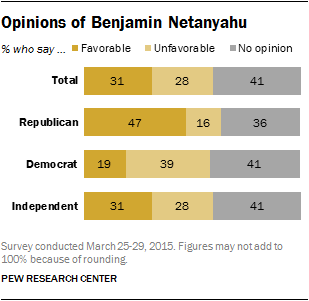 Opinions of Benjamin Netanyahu
% who say ... Favorable Unfavorable No opinion
Total 31 28 41
Republican 47 16 36
Democrat 19 39 41
Independent 31 28 41
Survey conducted March 25-29, 2015. Figures may not add to
100% because of rounding.
PEW RESEARCH CENTER